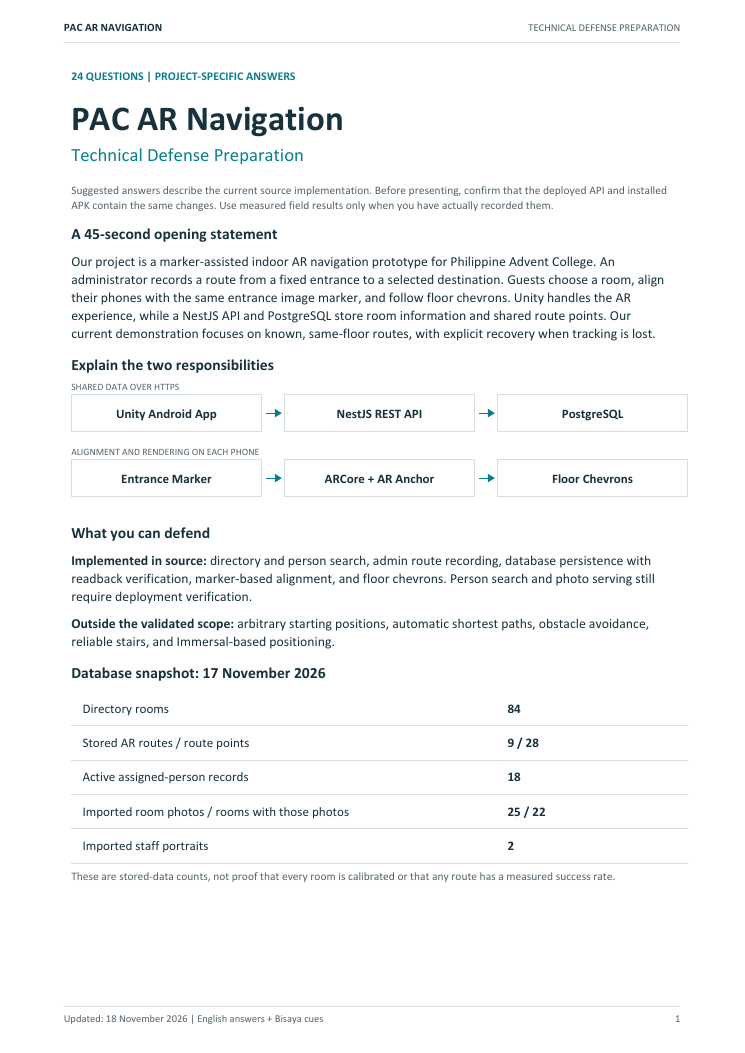 PAC AR NAVIGATION
TECHNICAL DEFENSE PREPARATION
24 QUESTIONS | PROJECT-SPECIFIC ANSWERS
PAC AR Navigation
Technical Defense Preparation
Suggested answers describe the current source implementation. Before presenting, confirm that the deployed API and installed
APK contain the same changes. Use measured field results only when you have actually recorded them.
A 45-second opening statement
Our project is a marker-assisted indoor AR navigation prototype for Philippine Advent College. An
administrator records a route from a fixed entrance to a selected destination. Guests choose a room, align
their phones with the same entrance image marker, and follow floor chevrons. Unity handles the AR
experience, while a NestJS API and PostgreSQL store room information and shared route points. Our
current demonstration focuses on known, same-floor routes, with explicit recovery when tracking is lost.
Explain the two responsibilities
SHARED DATA OVER HTTPS
Unity Android App
NestJS REST API
PostgreSQL
ALIGNMENT AND RENDERING ON EACH PHONE
Entrance Marker
ARCore + AR Anchor
Floor Chevrons
What you can defend
Implemented in source: directory and person search, admin route recording, database persistence with
readback verification, marker-based alignment, and floor chevrons. Person search and photo serving still
require deployment verification.
Outside the validated scope: arbitrary starting positions, automatic shortest paths, obstacle avoidance,
reliable stairs, and Immersal-based positioning.
Database snapshot: 17 November 2026
Directory rooms 84
Stored AR routes / route points 9 / 28
Active assigned-person records 18
Imported room photos / rooms with those photos 25 / 22
Imported staff portraits 2
These are stored-data counts, not proof that every room is calibrated or that any route has a measured success rate.
Updated: 18 November 2026 | English answers + Bisaya cues
1